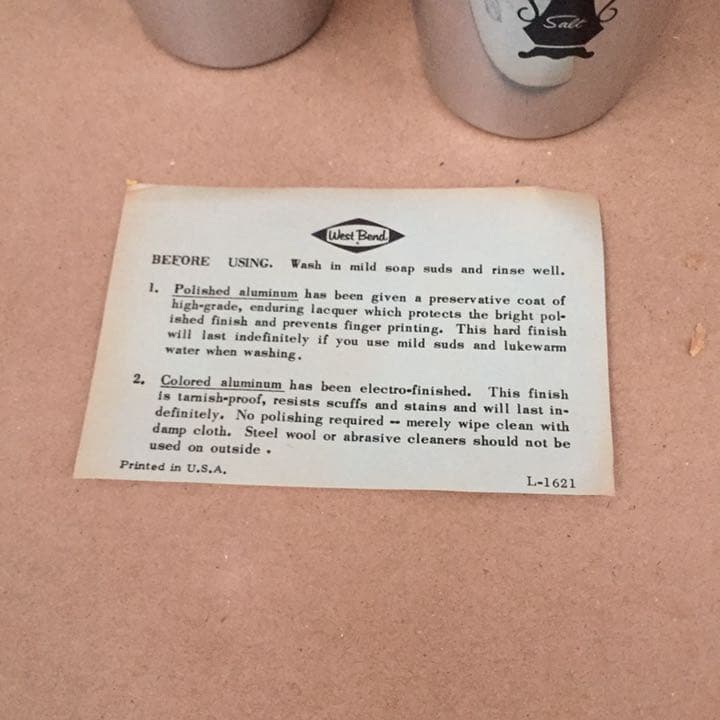 Salt
West Bend
BEFORE USING. Wash in mild soap suds and rinse well.
1. Polished aluminum has been given a preservative coat of
high-grade, enduring lacquer which protects the bright pol-
ished finish and prevents finger printing. This hard finish
will last indefinitely if you use mild suds and lukewarm
water when washing.
2. Colored aluminum has been electro-finished. This finish
is tarnish-proof, resists scuffs and stains and will last in-
definitely. No polishing required -- merely wipe clean with
damp cloth. Steel wool or abrasive cleaners should not be
used on outside .
Printed in U.S.A.
L-1621